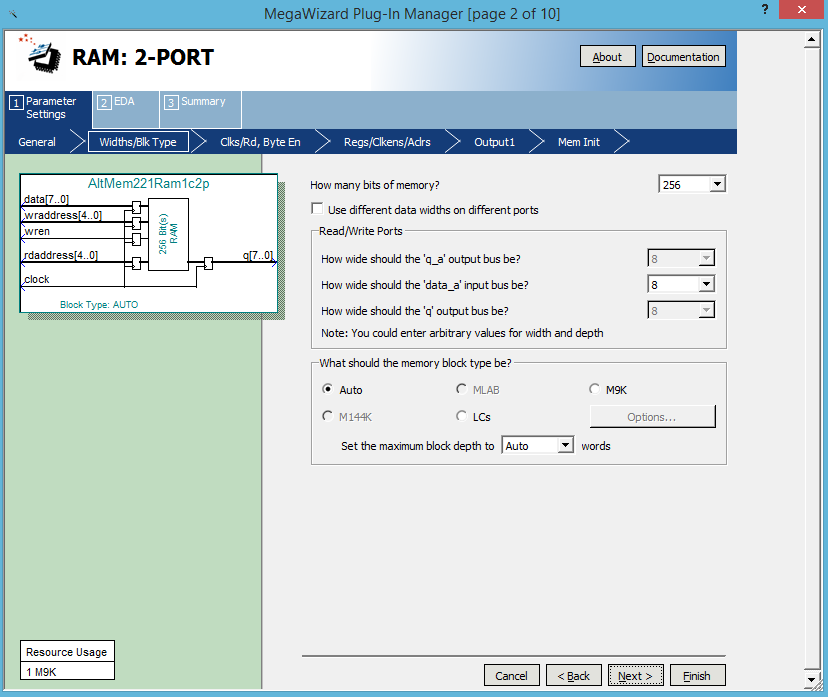 MegaWizard Plug-In Manager [page 2 of 10]
?
RAM: 2-PORT
About
Documentation
1 Parameter Settings
2 EDA
3 Summary
General
Widths/Blk Type
Clks/Rd, Byte En
Regs/Clkens/Aclrs
Output1
Mem Init
AltMem221Ram1c2p
data[7..0]
wraddress[4..0]
wren
rdaddress[4..0]
clock
256 Bit(s)
RAM
q[7..0]
Block Type: AUTO
How many bits of memory?
256
Use different data widths on different ports
Read/Write Ports
How wide should the 'q_a' output bus be?
8
How wide should the 'data_a' input bus be?
8
How wide should the 'q' output bus be?
8
Note: You could enter arbitrary values for width and depth
What should the memory block type be?
Auto
MLAB
M9K
M144K
LCs
Options...
Set the maximum block depth to
Auto
words
Resource Usage
1 M9K
Cancel
< Back
Next >
Finish